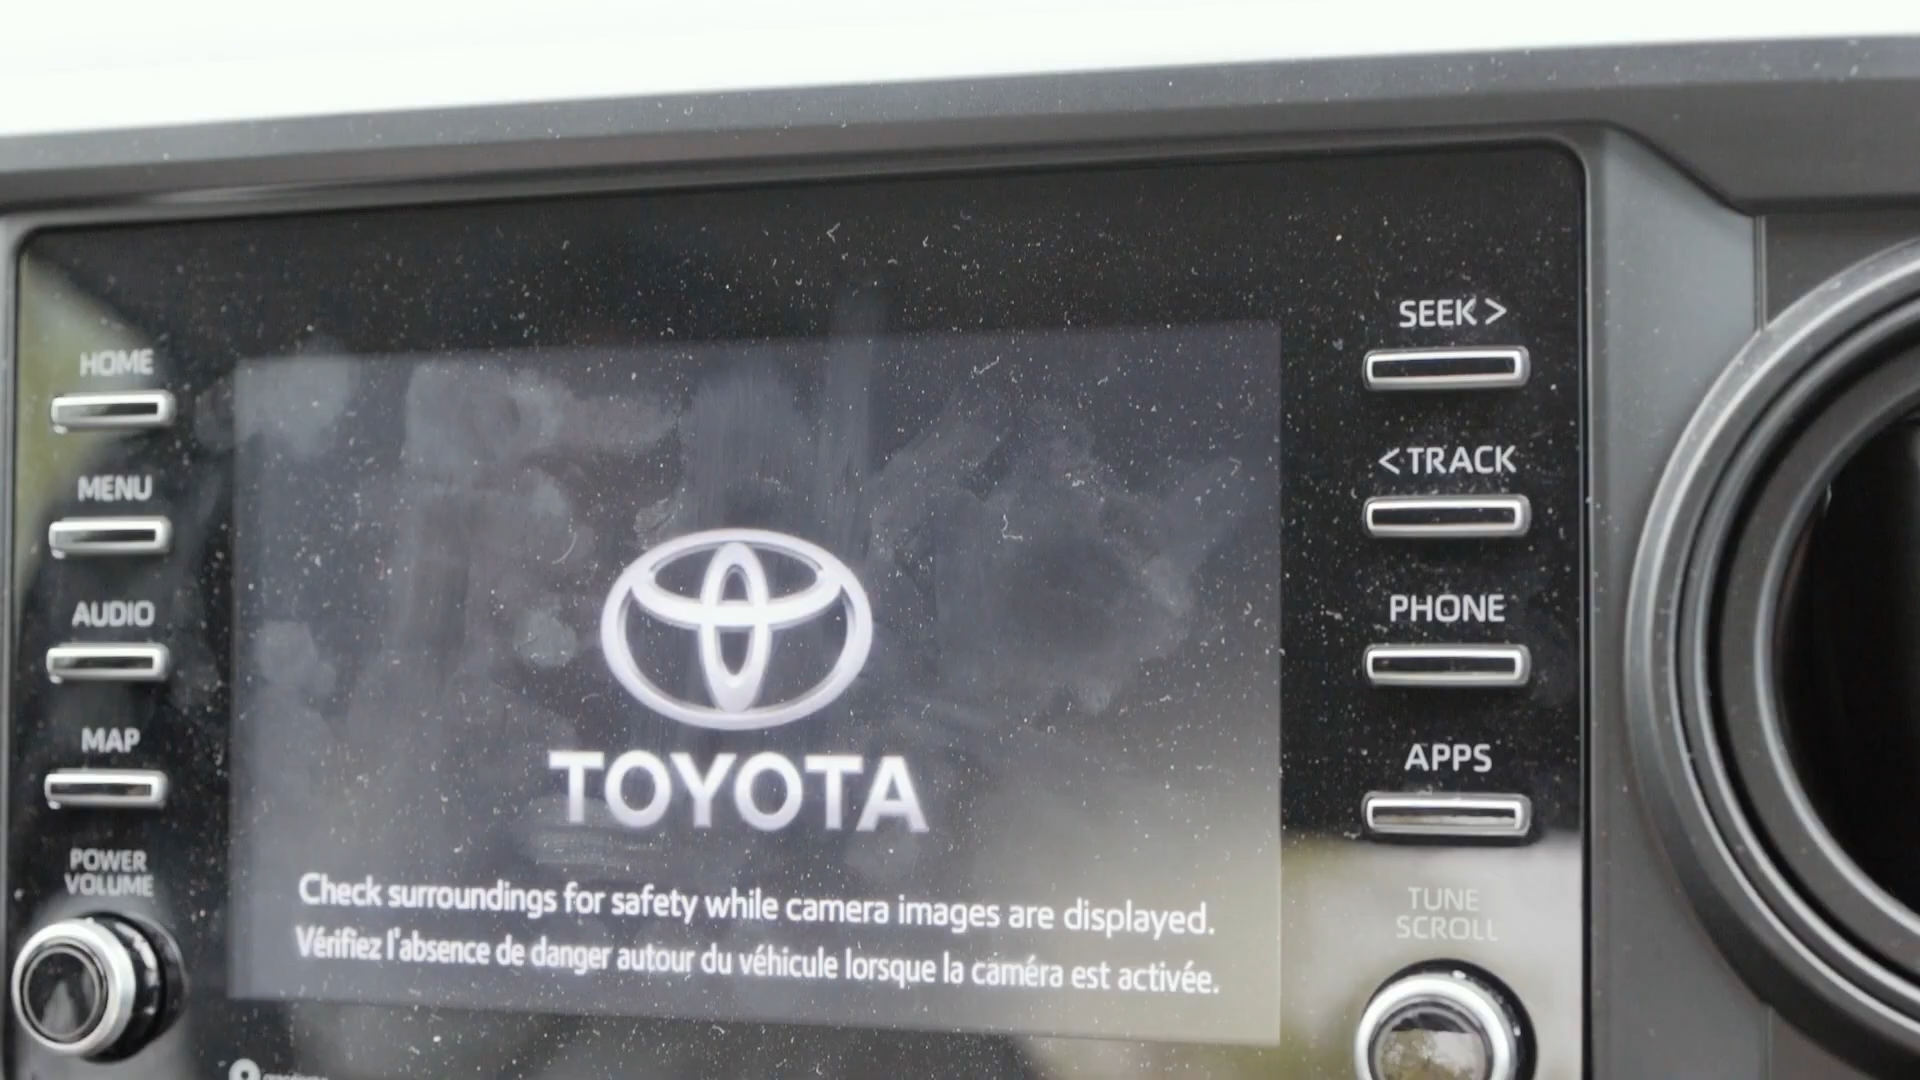 HOME
MENU
AUDIO
MAP
POWER
VOLUME
TOYOTA
Check surroundings for safety while camera images are displayed.
Vérifiez l'absence de danger autour du véhicule lorsque la caméra est activée.
SEEK >
< TRACK
PHONE
APPS
TUNE
SCROLL